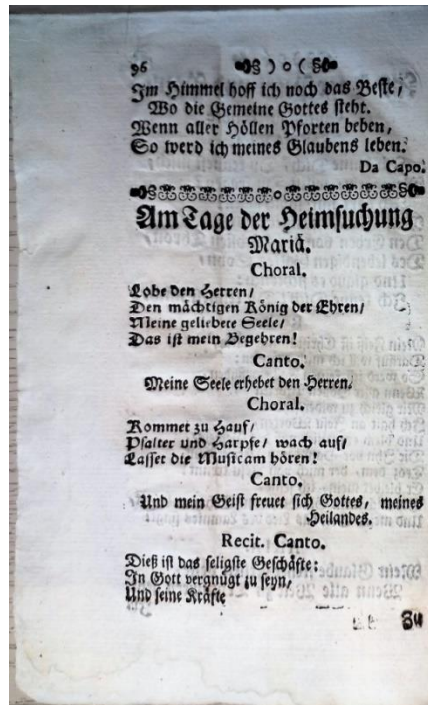 96 )o(
Im Himmel hoff ich noch das Beste/
Wo die Gemeine Gottes steht.
Wenn aller Höllen Pforten beben,
So werd ich meines Glaubens leben.
Da Capo.
Am Tage der Heimsuchung
Mariä.
Choral.
Lobe den Herren/
Den mächtigen König der Ehren/
Meine geliebete Seele/
Das ist mein Begehren!
Canto.
Meine Seele erhebet den Herren.
Choral.
Kommet zu Hauf/
Psalter und Harpfe/ wach auf/
Lasset die Musicam hören!
Canto.
Und mein Geist freuet sich Gottes, meines
Heilandes.
Recit. Canto.
Dieß ist das seligste Geschäfte:
In Gott vergnügt zu seyn,
Und seine Kräfte
Zu